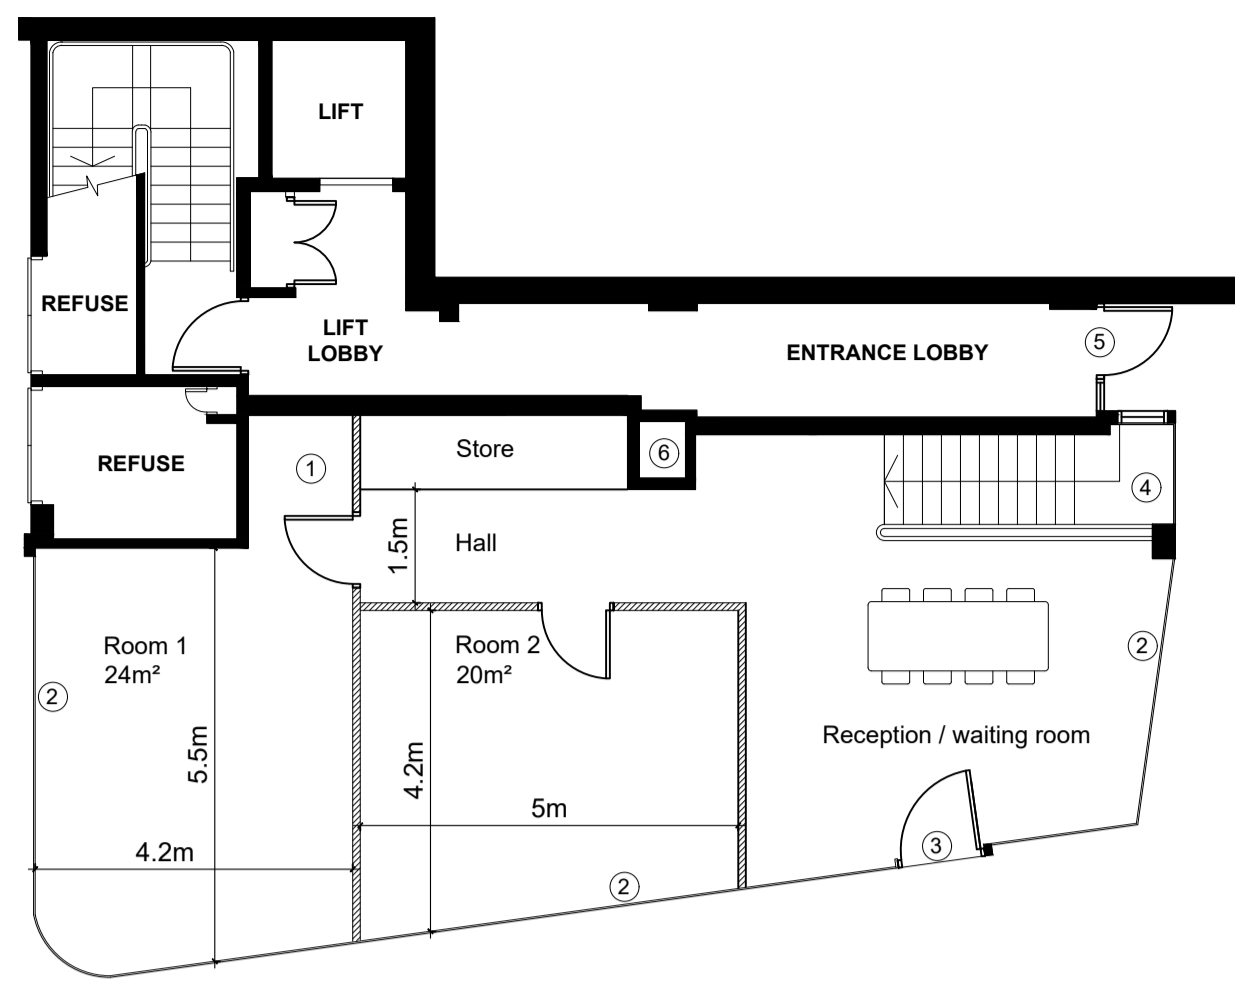 LIFT
REFUSE
LIFT
LOBBY
ENTRANCE LOBBY
5
REFUSE
1
Store
6
4
1.5m
Hall
Room 1
24m²
Room 2
20m²
2
2
5.5m
4.2m
Reception / waiting room
5m
4.2m
3
2